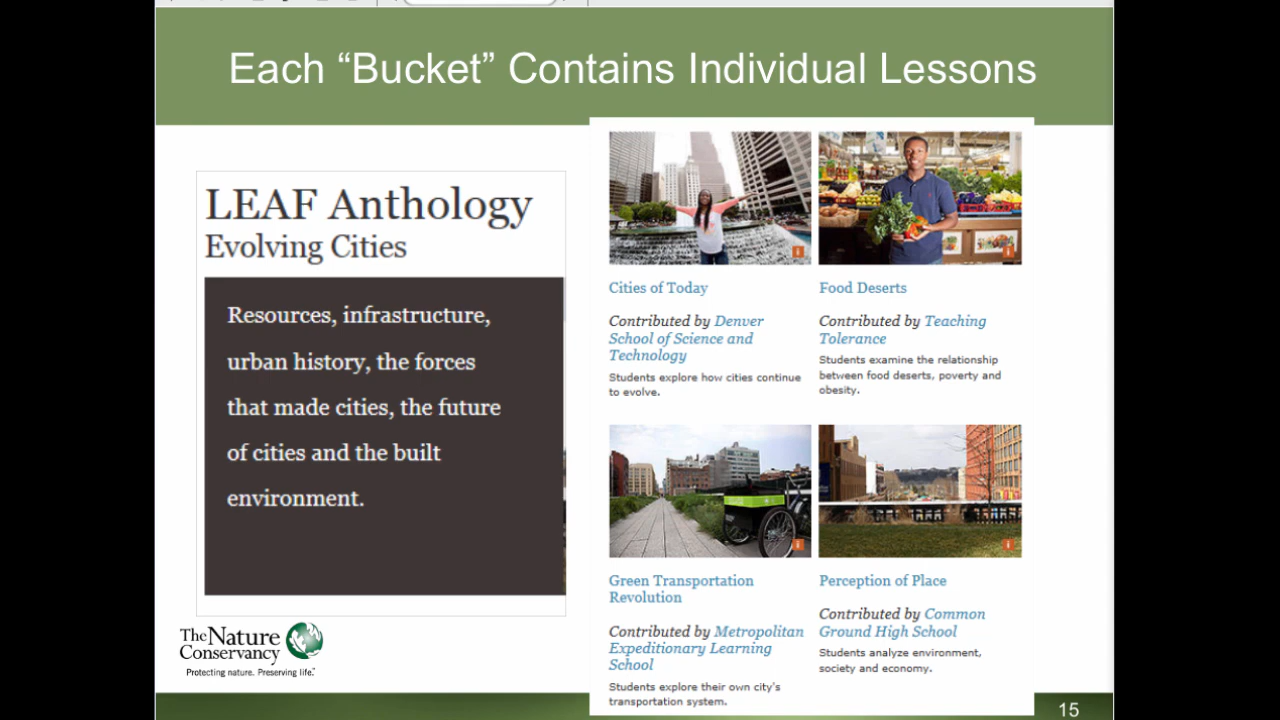 Each “Bucket” Contains Individual Lessons
LEAF Anthology
Evolving Cities
Resources, infrastructure,
urban history, the forces
that made cities, the future
of cities and the built
environment.
The Nature
Conservancy
Protecting nature. Preserving life.™
Cities of Today
Contributed by Denver
School of Science and
Technology
Students explore how cities continue
to evolve.
Food Deserts
Contributed by Teaching
Tolerance
Students examine the relationship
between food deserts, poverty and
obesity.
Green Transportation
Revolution
Contributed by Metropolitan
Expeditionary Learning
School
Students explore their own city's
transportation system.
Perception of Place
Contributed by Common
Ground High School
Students analyze environment,
society and economy.
15